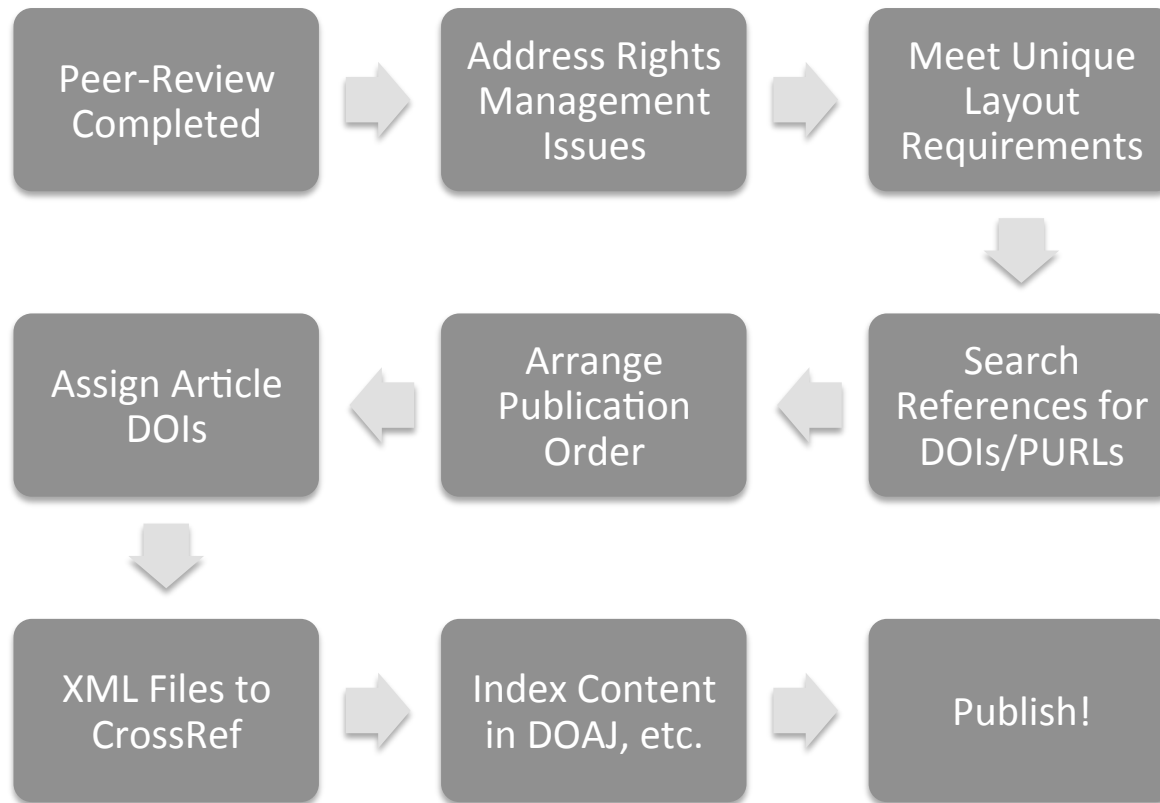 Peer-Review
Completed
Address Rights
Management
Issues
Meet Unique
Layout
Requirements
Search
References for
DOIs/PURLs
Arrange
Publication
Order
Assign Article
DOIs
XML Files to
CrossRef
Index Content
in DOAJ, etc.
Publish!